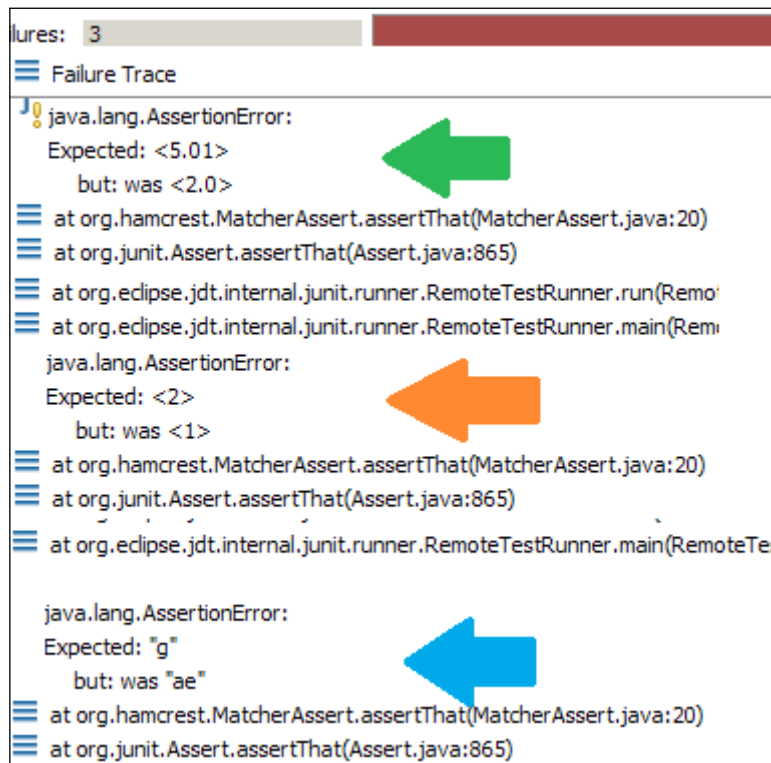 lures: 3
Failure Trace
java.lang.AssertionError:
Expected: <5.01>
but: was <2.0>
at org.hamcrest.MatcherAssert.assertThat(MatcherAssert.java:20)
at org.junit.Assert.assertThat(Assert.java:865)
at org.eclipse.jdt.internal.junit.runner.RemoteTestRunner.run(Remo
at org.eclipse.jdt.internal.junit.runner.RemoteTestRunner.main(Rem
java.lang.AssertionError:
Expected: <2>
but: was <1>
at org.hamcrest.MatcherAssert.assertThat(MatcherAssert.java:20)
at org.junit.Assert.assertThat(Assert.java:865)
at org.eclipse.jdt.internal.junit.runner.RemoteTestRunner.main(RemoteTe
java.lang.AssertionError:
Expected: "g"
but: was "ae"
at org.hamcrest.MatcherAssert.assertThat(MatcherAssert.java:20)
at org.junit.Assert.assertThat(Assert.java:865)